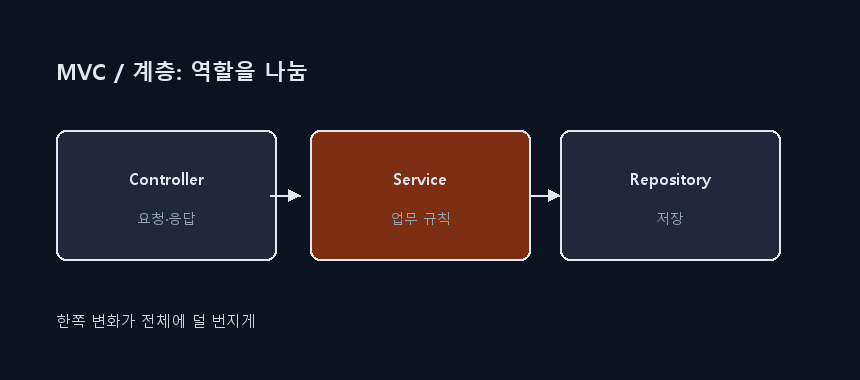 MVC / 계층: 역할을 나눔
Controller
요청·응답
Service
업무 규칙
Repository
저장
한쪽 변화가 전체에 덜 번지게